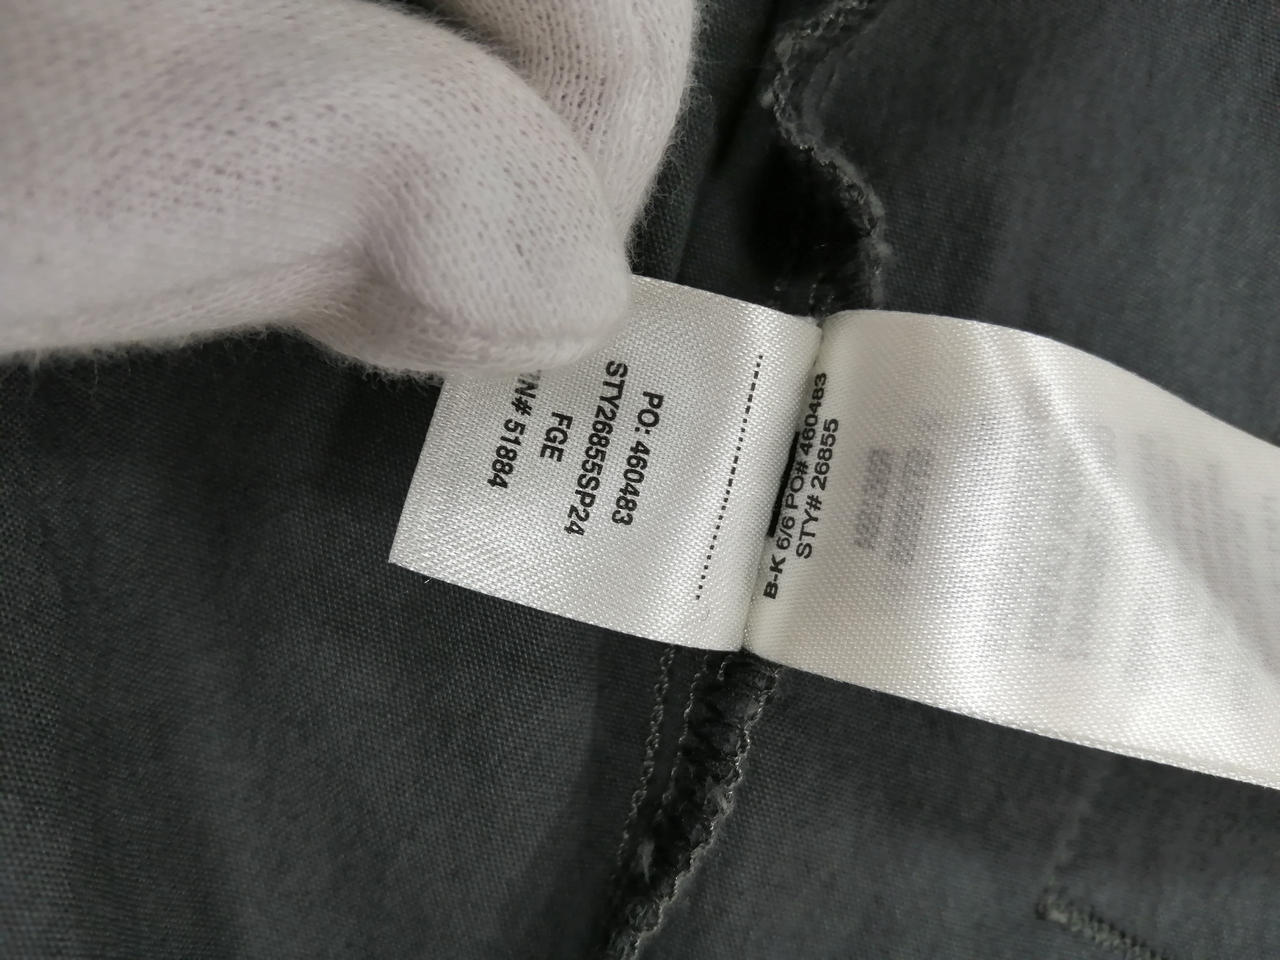 PO: 460483
STY26855SP24
FGE
N# 51884
B-K 6/6 PO# 460483
STY# 26855